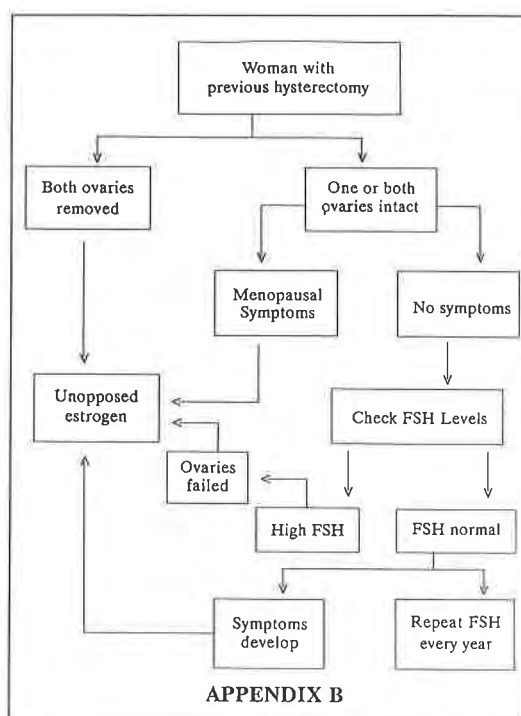 Woman with
previous hysterectomy
Both ovaries
removed
One or both
ovaries intact
Menopausal
Symptoms
No symptoms
Unopposed
estrogen
Check FSH Levels
Ovaries
failed
High FSH
FSH normal
Symptoms
develop
Repeat FSH
every year
APPENDIX B